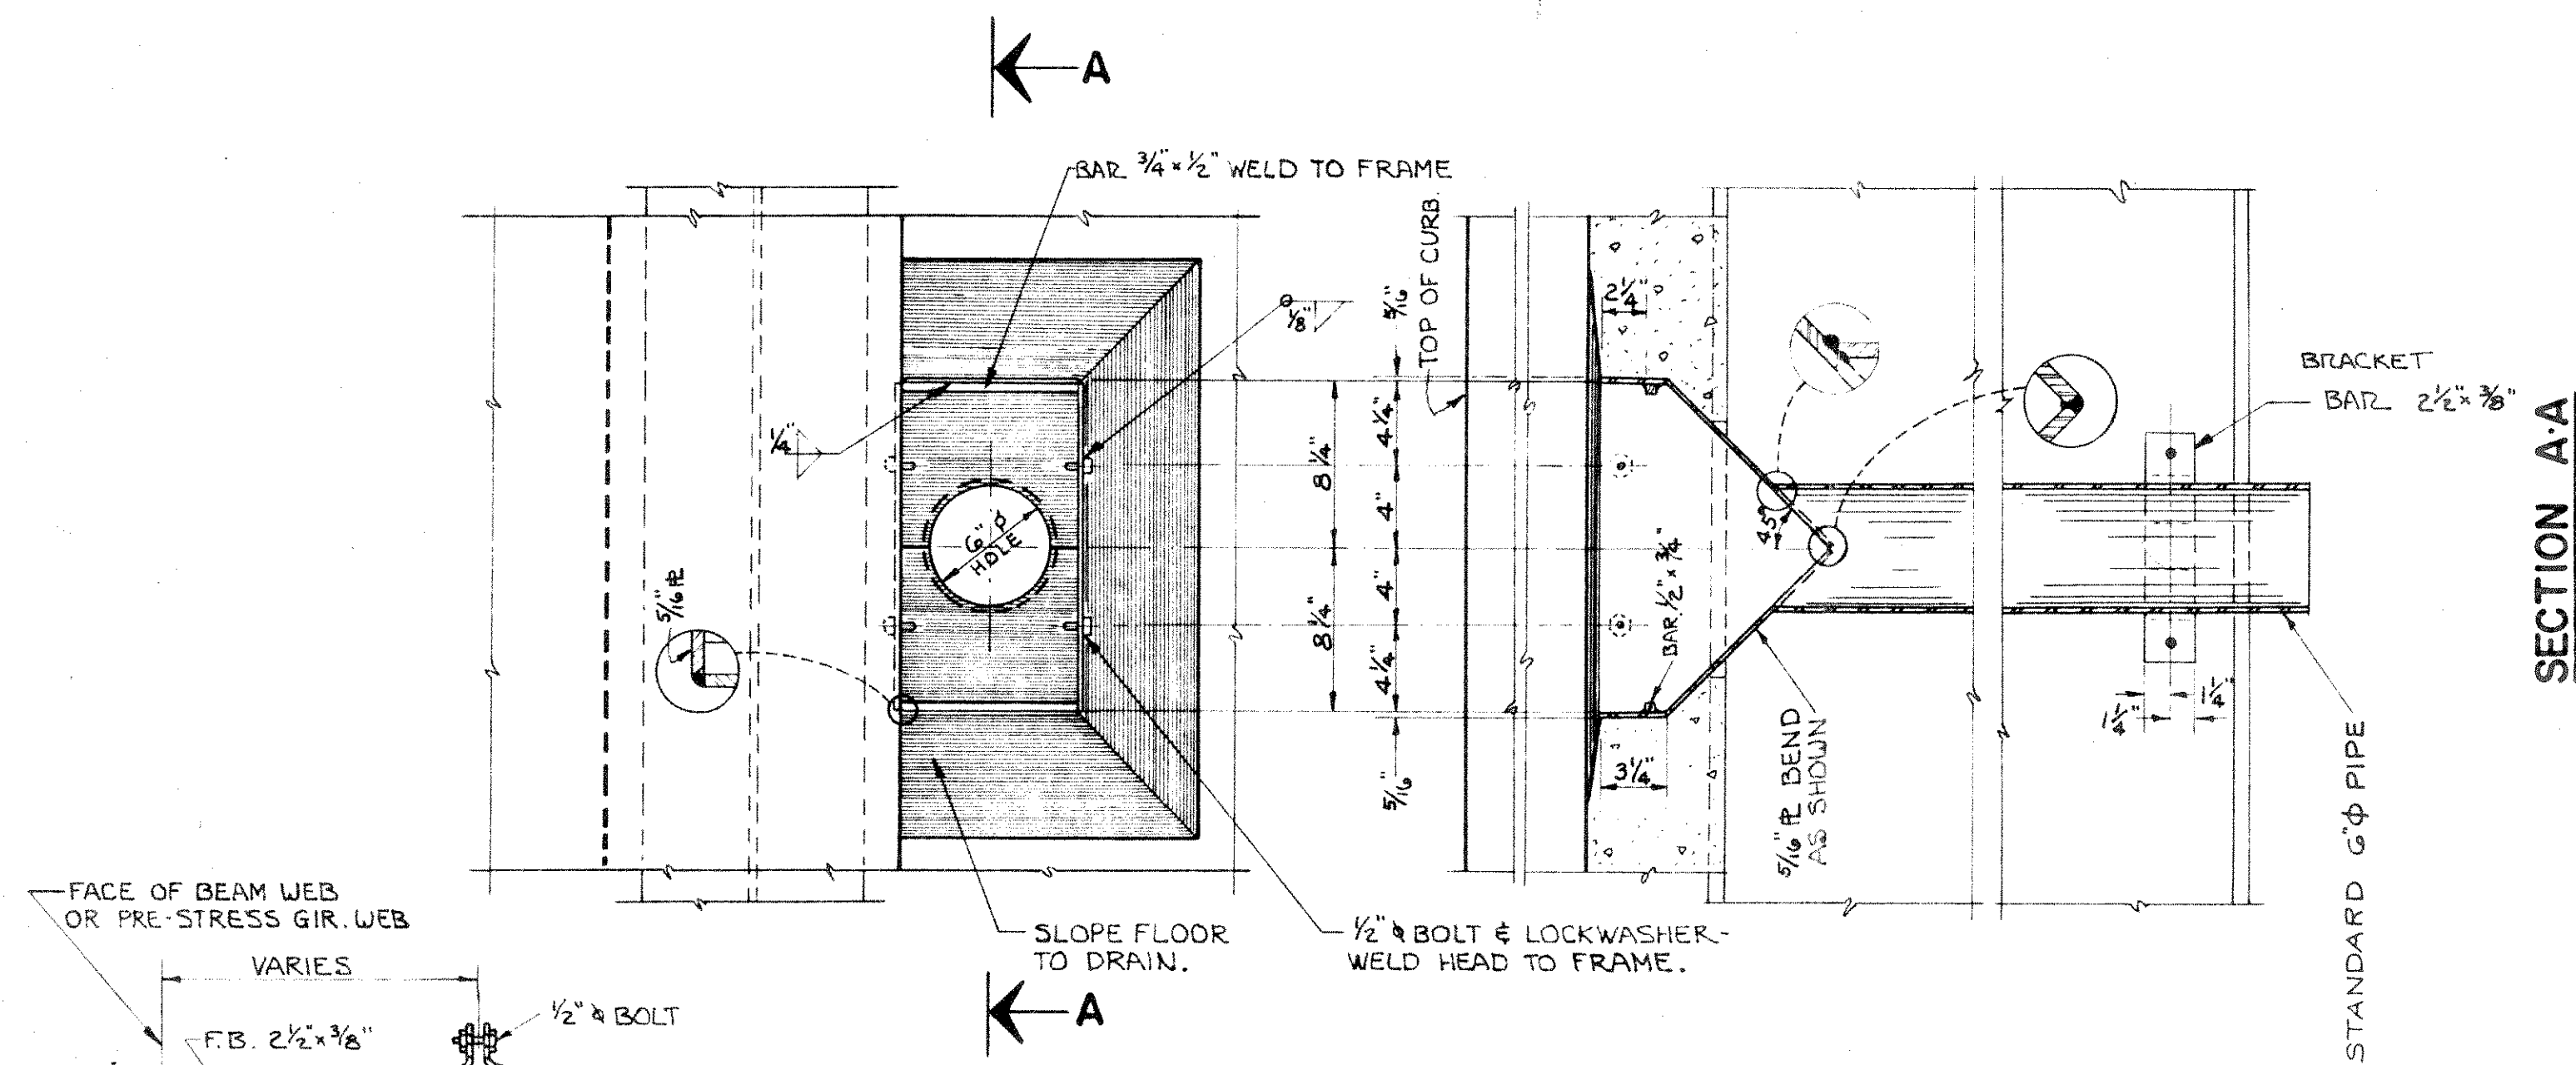 A
BAR 3/4" x 1/2" WELD TO FRAME
1/8"
1/4"
6" φ
HOLE
5/16" ℄
FACE OF BEAM WEB
OR PRE-STRESS GIR. WEB
VARIES
F.B. 2 1/2" x 3/8"
1/2" φ BOLT
SLOPE FLOOR
TO DRAIN.
A
1/2" φ BOLT & LOCKWASHER-
WELD HEAD TO FRAME.
8 1/4"
8 1/4"
5/16"
4 1/4"
4"
4"
4 1/4"
5/16"
TOP OF CURB.
2 1/4"
BAR 1/2" x 3/4"
3 1/4"
45°
5/16" PL BEND
AS SHOWN
BRACKET
BAR 2 1/2" x 3/8"
1 1/4"
1 1/4"
STANDARD 6"φ PIPE
SECTION A·A